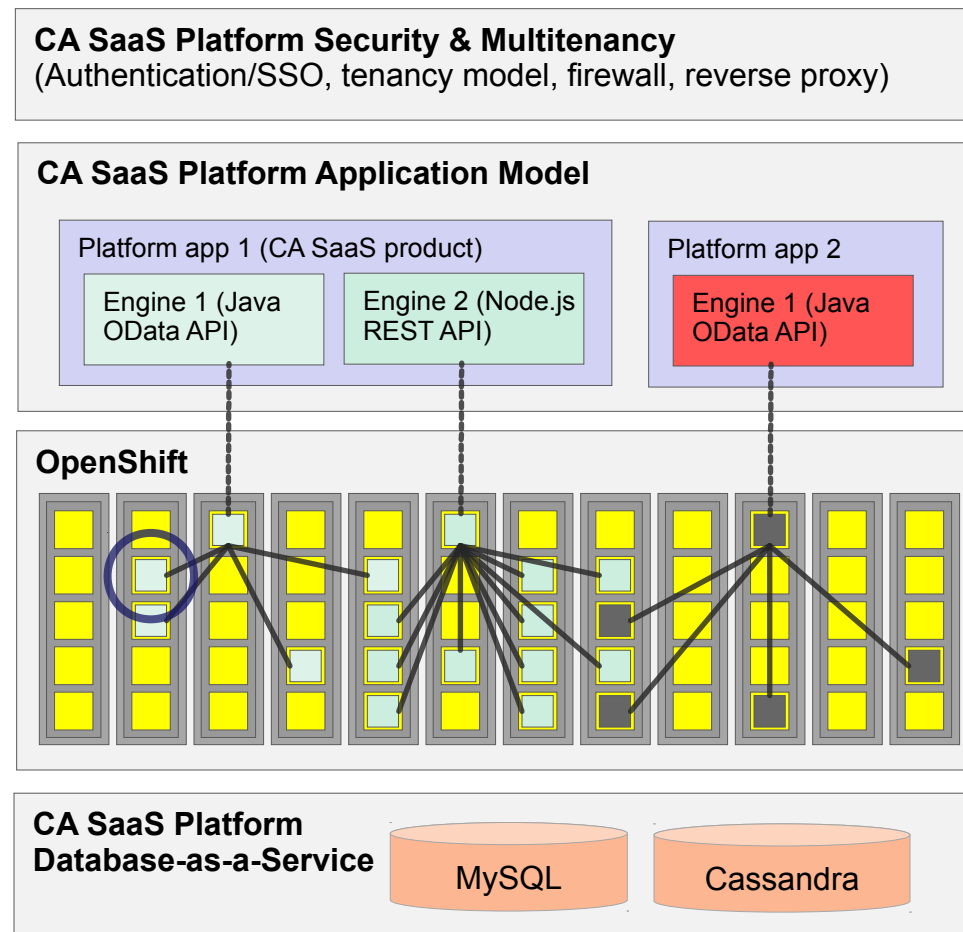 CA SaaS Platform Security & Multitenancy
(Authentication/SSO, tenancy model, firewall, reverse proxy)
CA SaaS Platform Application Model
Platform app 1 (CA SaaS product)
Engine 1 (Java
OData API)
Engine 2 (Node.js
REST API)
Platform app 2
Engine 1 (Java
OData API)
OpenShift
CA SaaS Platform
Database-as-a-Service
MySQL
Cassandra